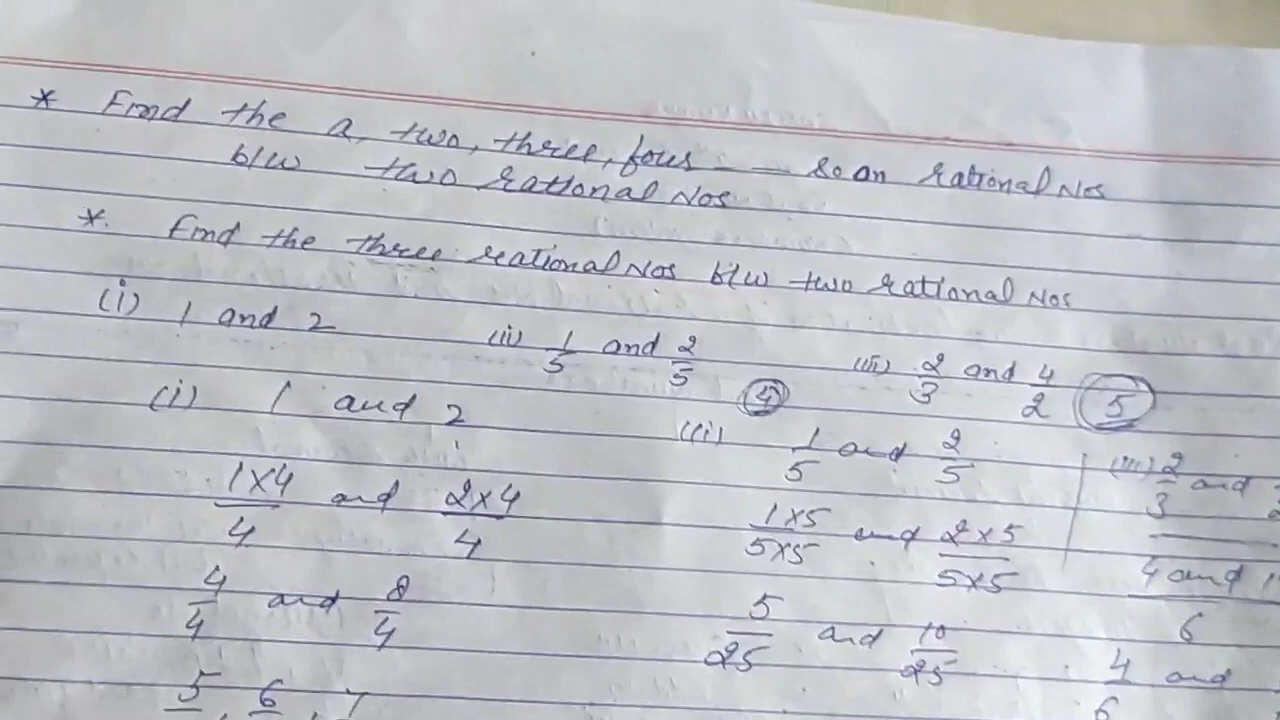 * Find the a, two, three, four - - so on rational Nos
b/w two rational Nos
*. Find the three rational Nos b/w two rational Nos
(i) 1 and 2 (ii) 1/5 and 2/5 (iii) 2/3 and 4/2 5
(i) 1 and 2 4 (ii) 1/5 and 2/5 (iii) 2/3 and
1×4/4 and 2×4/4 1×5/5×5 and 2×5/5×5 4 and 1
6
4/4 and 8/4 5/25 and 10/25 4/6 and
5, 6, 7